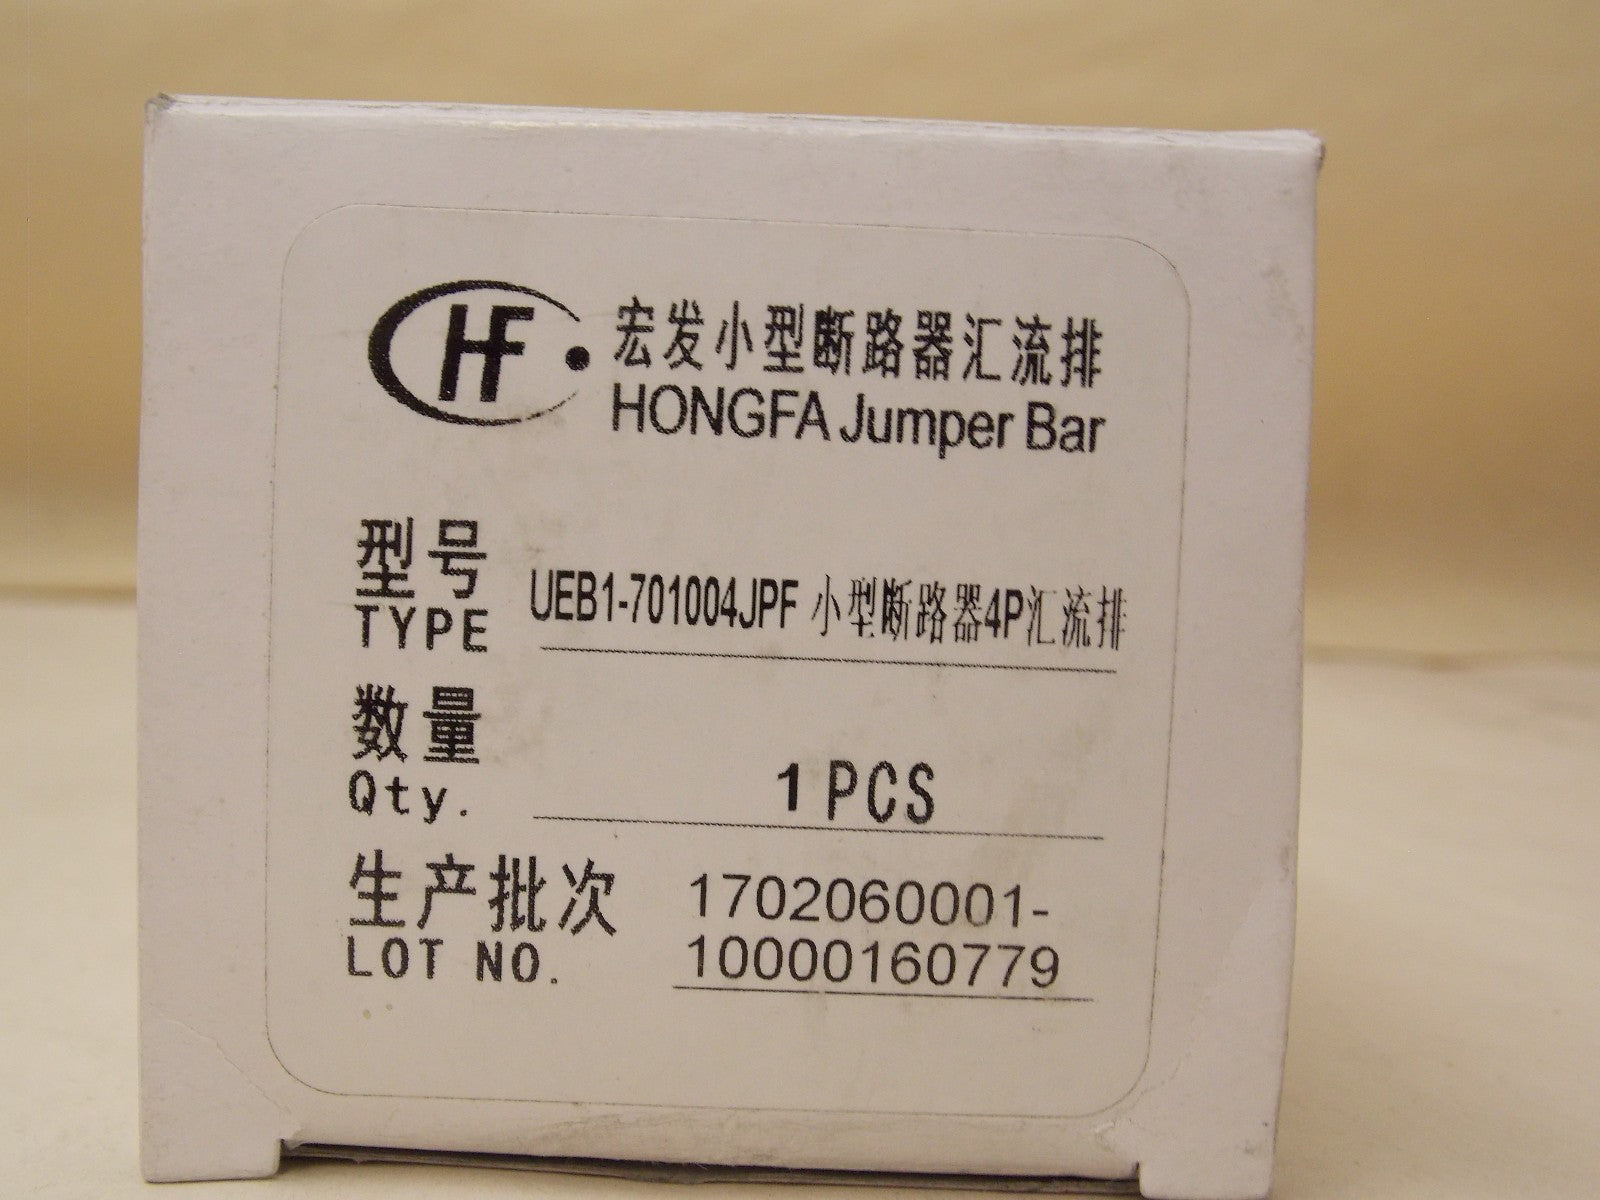 HF
宏发小型断路器汇流排
HONGFA Jumper Bar
型号
TYPE
UEB1-701004JPF 小型断路器4P汇流排
数量
Qty.
1 PCS
生产批次
LOT NO.
1702060001-
10000160779